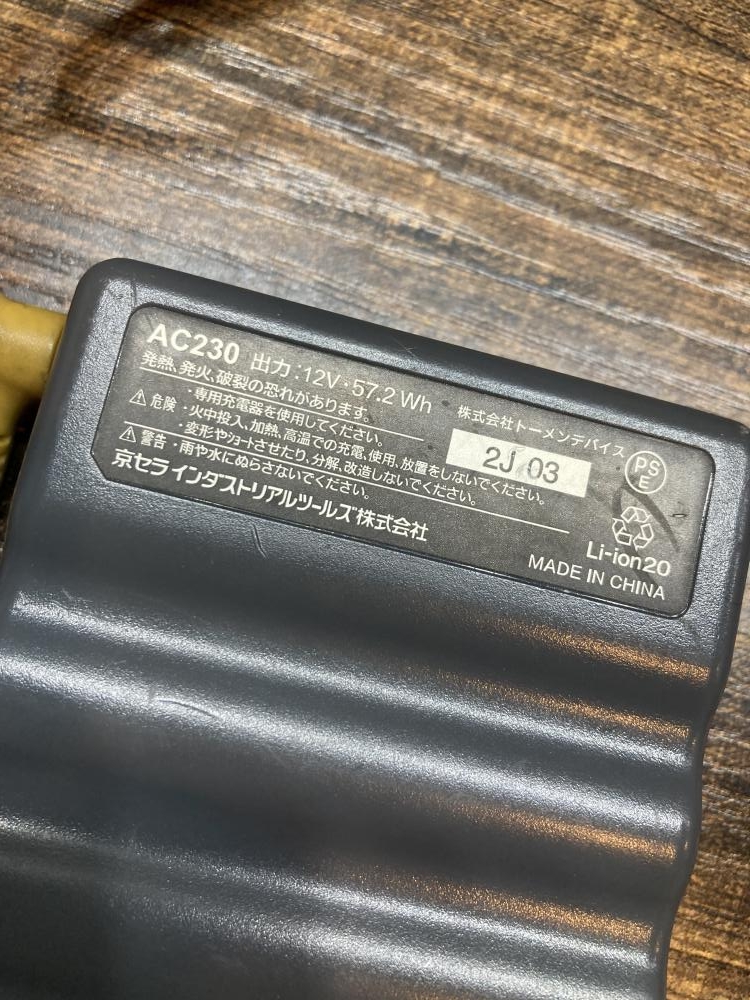 AC230 出力:12V・57.2Wh
発熱、発火、破裂の恐れがあります。
⚠危険 ・専用充電器を使用してください。
・火中投入、加熱、高温での充電、使用、放置をしないでください。
・変形やショートさせたり、分解、改造しないでください。
⚠警告 ・雨や水にぬらさないでください。
京セラ インダストリアルツールズ株式会社
株式会社トーメンデバイス
2J 03
PS
E
Li-ion20
MADE IN CHINA